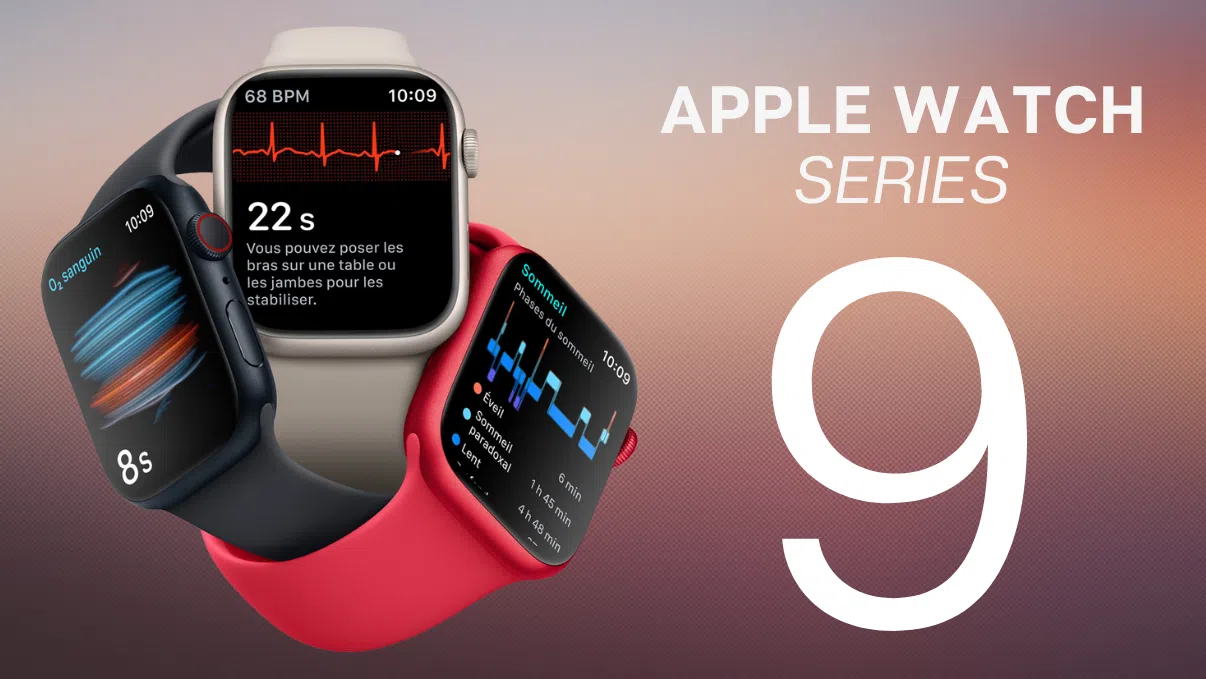 APPLE WATCH
SERIES
9
68 BPM 10:09
22 s
Vous pouvez poser les
bras sur une table ou
les jambes pour les
stabiliser.
O₂ sanguin 10:09
8s
Sommeil
Phases du sommeil 10:09
Éveil 6 min
Sommeil
paradoxal 1 h 45 min
Lent 4 h 48 min